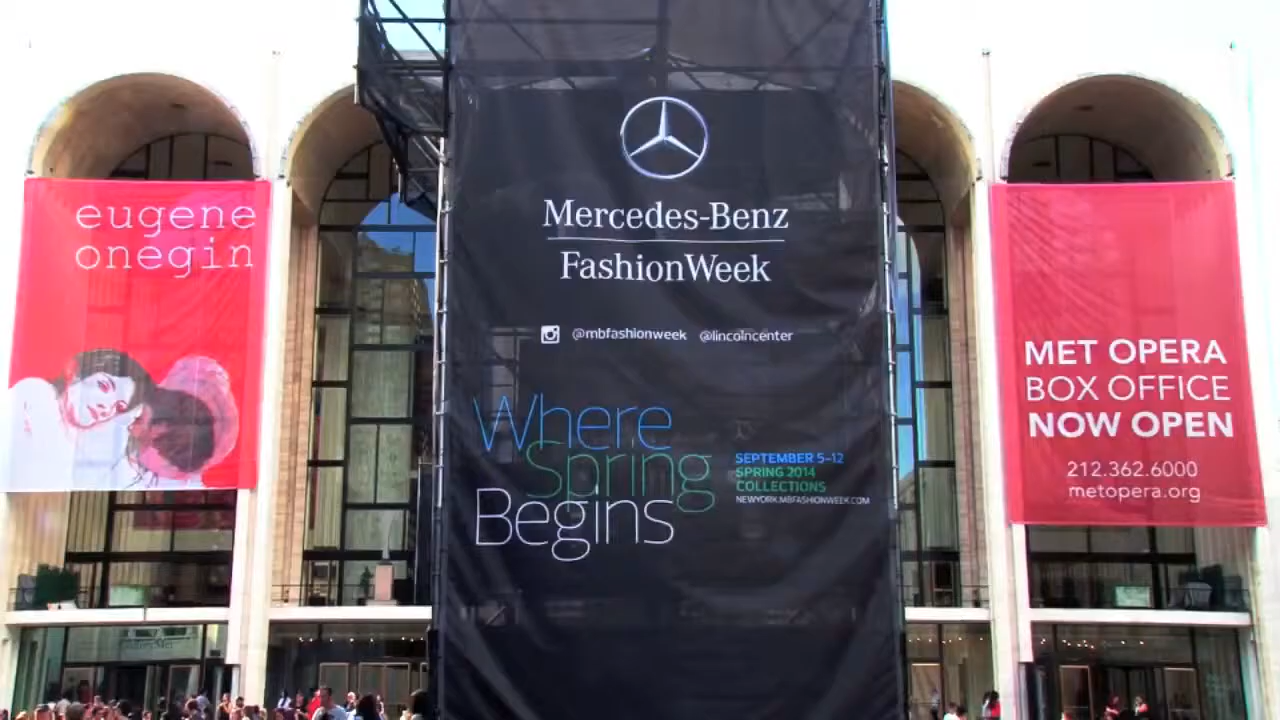 eugene
onegin
Mercedes-Benz
FashionWeek
@mbfashionweek @lincolncenter
Where
Spring
Begins
SEPTEMBER 5-12
SPRING 2014
COLLECTIONS
NEWYORK.MBFASHIONWEEK.COM
MET OPERA
BOX OFFICE
NOW OPEN
212.362.6000
metopera.org